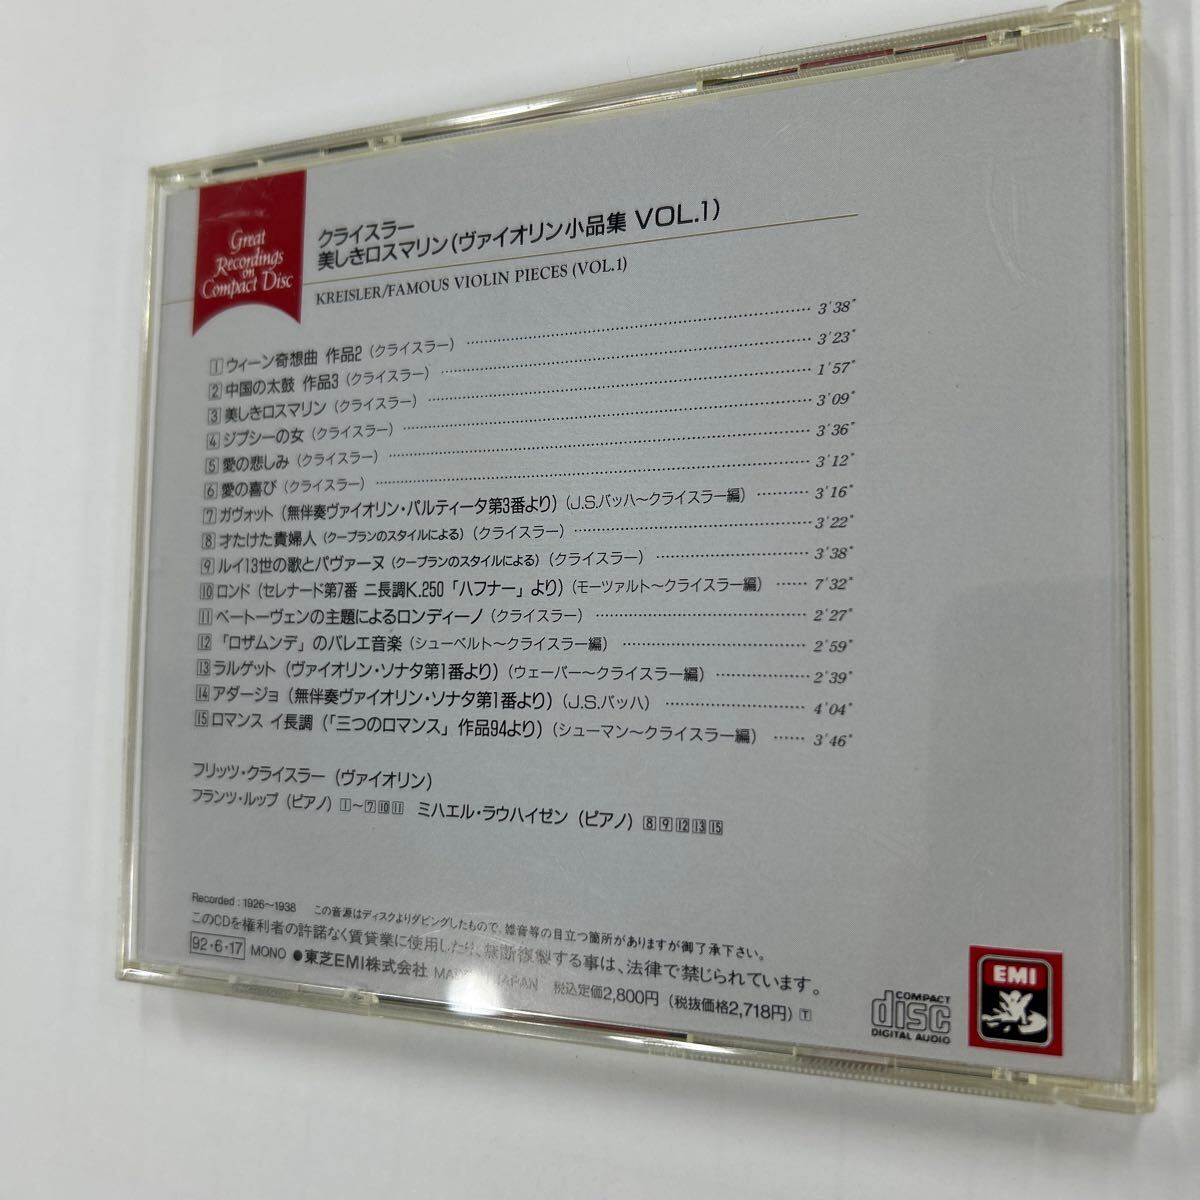 Great
Recordings
on
Compact Disc
クライスラー
美しきロスマリン(ヴァイオリン小品集 VOL.1)
KREISLER/FAMOUS VIOLIN PIECES (VOL.1)
1 ウィーン奇想曲 作品2 (クライスラー) 3'38"
2 中国の太鼓 作品3 (クライスラー) 3'23"
3 美しきロスマリン (クライスラー) 1'57"
4 ジプシーの女 (クライスラー) 3'09"
5 愛の悲しみ (クライスラー) 3'36"
6 愛の喜び (クライスラー) 3'12"
7 ガヴォット (無伴奏ヴァイオリン・パルティータ第3番より) (J.S.バッハ〜クライスラー編) 3'16"
8 才たけた貴婦人 (クープランのスタイルによる) (クライスラー) 3'22"
9 ルイ13世の歌とパヴァーヌ (クープランのスタイルによる) (クライスラー) 3'38"
10 ロンド (セレナード第7番 ニ長調K.250 「ハフナー」より) (モーツァルト〜クライスラー編) 7'32"
11 ベートーヴェンの主題によるロンディーノ (クライスラー) 2'27"
12 「ロザムンデ」のバレエ音楽 (シューベルト〜クライスラー編) 2'59"
13 ラルゲット (ヴァイオリン・ソナタ第1番より) (ウェーバー〜クライスラー編) 2'39"
14 アダージョ (無伴奏ヴァイオリン・ソナタ第1番より) (J.S.バッハ) 4'04"
15 ロマンス イ長調 (「三つのロマンス」 作品94より) (シューマン〜クライスラー編) 3'46"
フリッツ・クライスラー (ヴァイオリン)
フランツ・ルップ (ピアノ) 1〜7 10 11 ミハエル・ラウハイゼン (ピアノ) 8 9 12 13 15
Recorded : 1926〜1938 この音源はディスクよりダビングしたもので、雑音等の目立つ箇所がありますが御了承下さい。
このCDを権利者の許諾なく賃貸業に使用したり、無断複製する事は、法律で禁じられています。
92・6・17 MONO ●東芝EMI株式会社 JAPAN 税込定価2,800円 (税抜価格2,718円) T
COMPACT
disc
DIGITAL AUDIO
EMI